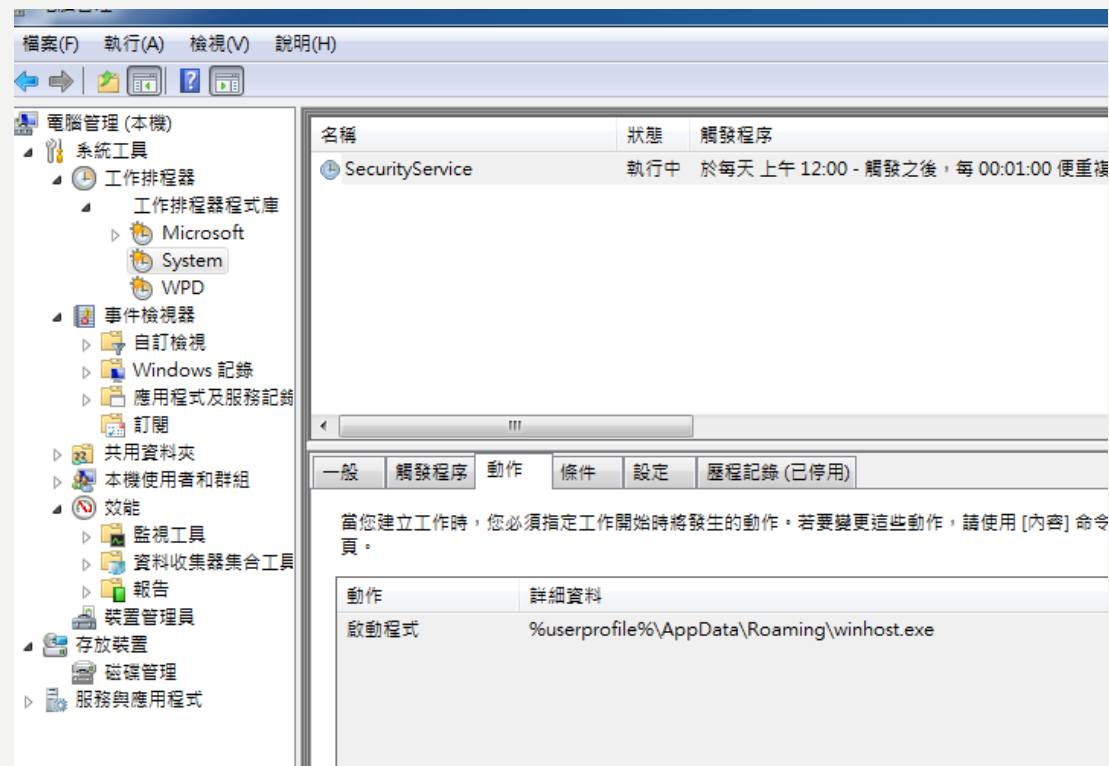 檔案(F) 執行(A) 檢視(V) 說明(H)
電腦管理 (本機)
系統工具
工作排程器
工作排程器程式庫
Microsoft
System
WPD
事件檢視器
自訂檢視
Windows 記錄
應用程式及服務記錄
訂閱
共用資料夾
本機使用者和群組
效能
監視工具
資料收集器集合工具
報告
裝置管理員
存放裝置
磁碟管理
服務與應用程式
名稱 狀態 觸發程序
SecurityService 執行中 於每天 上午 12:00 - 觸發之後，每 00:01:00 便重複
一般 觸發程序 動作 條件 設定 歷程記錄 (已停用)
當您建立工作時，您必須指定工作開始時將發生的動作。若要變更這些動作，請使用 [內容] 命令
頁。
動作 詳細資料
啟動程式 %userprofile%\AppData\Roaming\winhost.exe